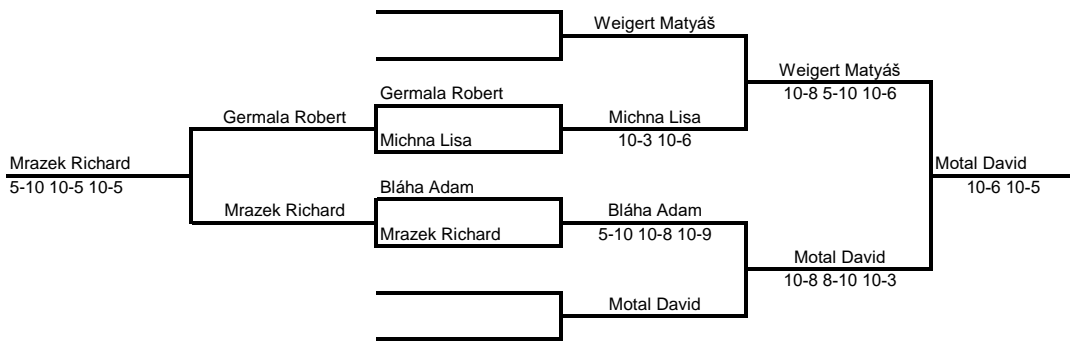 Weigert Matyáš
Weigert Matyáš
Germala Robert
10-8 5-10 10-6
Germala Robert
Michna Lisa
Michna Lisa
10-3 10-6
Mrazek Richard
Motal David
5-10 10-5 10-5
10-6 10-5
Bláha Adam
Mrazek Richard
Bláha Adam
Mrazek Richard
5-10 10-8 10-9
Motal David
10-8 8-10 10-3
Motal David